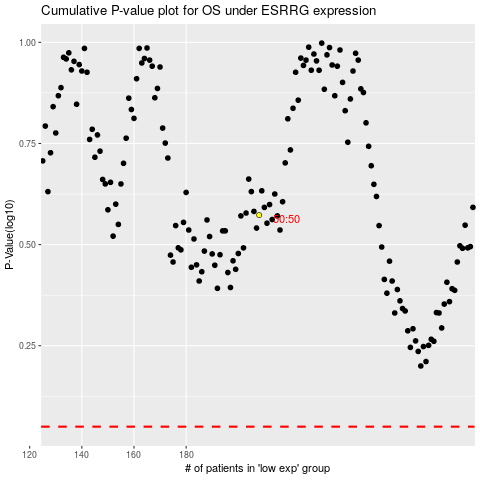 Cumulative P-value plot for OS under ESRRG expression
P-Value(log10)
1.00
0.75
0.50
0.25
50:50
120 140 160 180
# of patients in 'low exp' group